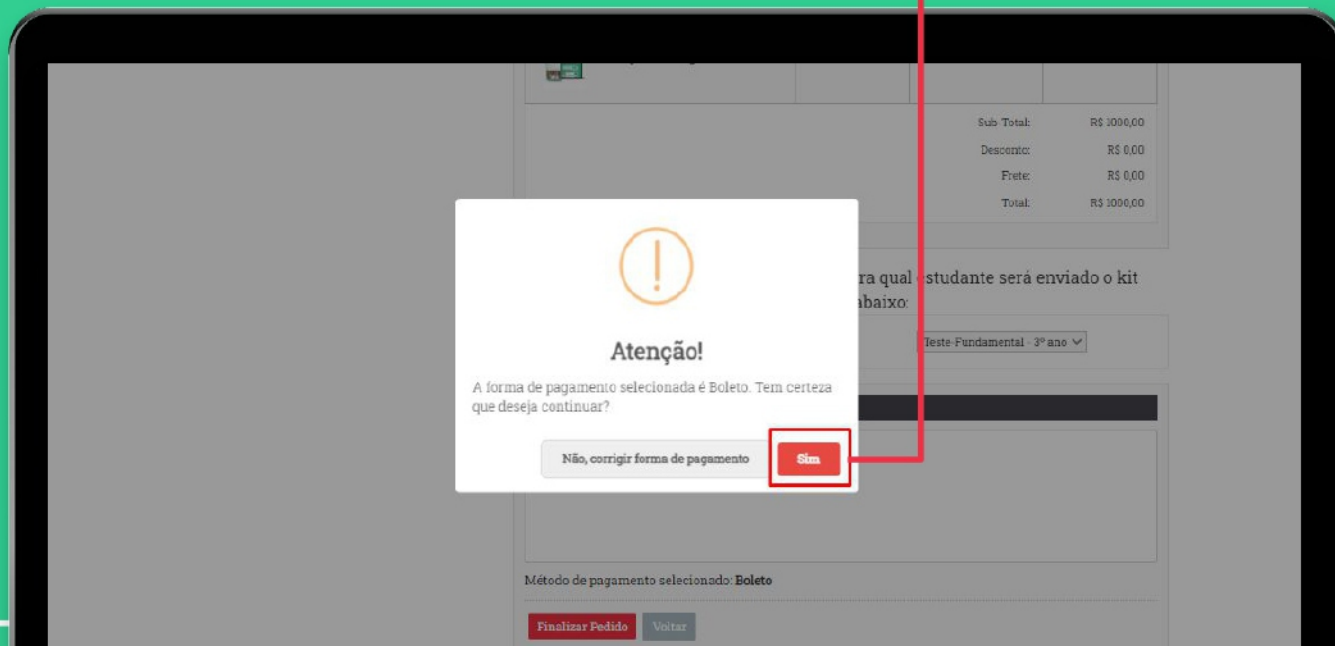 Sub-Total: R$ 1000,00
Desconto: R$ 0,00
Frete: R$ 0,00
Total: R$ 1000,00
ra qual estudante será enviado o kit
abaixo:
Teste-Fundamental - 3º ano
Atenção!
A forma de pagamento selecionada é Boleto. Tem certeza
que deseja continuar?
Não, corrigir forma de pagamento
Sim
Método de pagamento selecionado: Boleto
Finalizar Pedido
Voltar